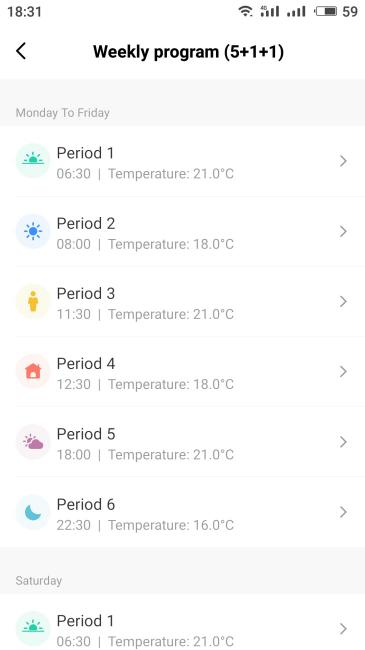 18:31
4G
59
Weekly program (5+1+1)
Monday To Friday
Period 1
06:30 | Temperature: 21.0°C
Period 2
08:00 | Temperature: 18.0°C
Period 3
11:30 | Temperature: 21.0°C
Period 4
12:30 | Temperature: 18.0°C
Period 5
18:00 | Temperature: 21.0°C
Period 6
22:30 | Temperature: 16.0°C
Saturday
Period 1
06:30 | Temperature: 21.0°C